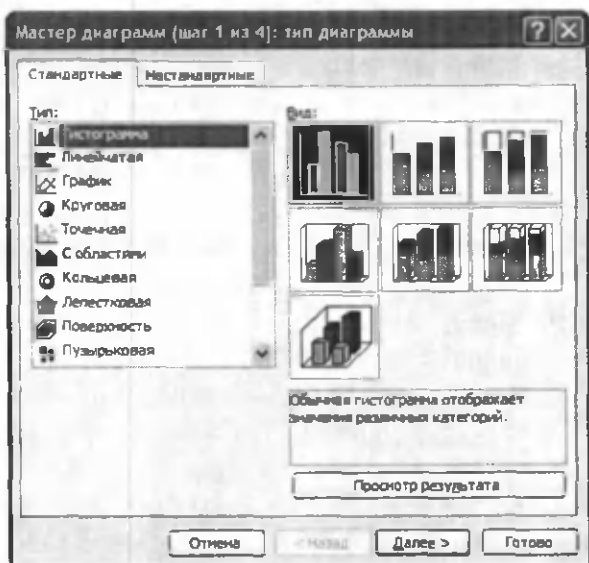 Мастер диаграмм (шаг 1 из 4): тип диаграммы
Стандартные
Нестандартные
Тип:
Гистограмма
Линейчатая
График
Круговая
Точечная
С областями
Кольцевая
Лепестковая
Поверхность
Пузырьковая
Вид:
Обычная гистограмма отображает
значения различных категорий.
Просмотр результата
Отмена
< Назад
Далее >
Готово